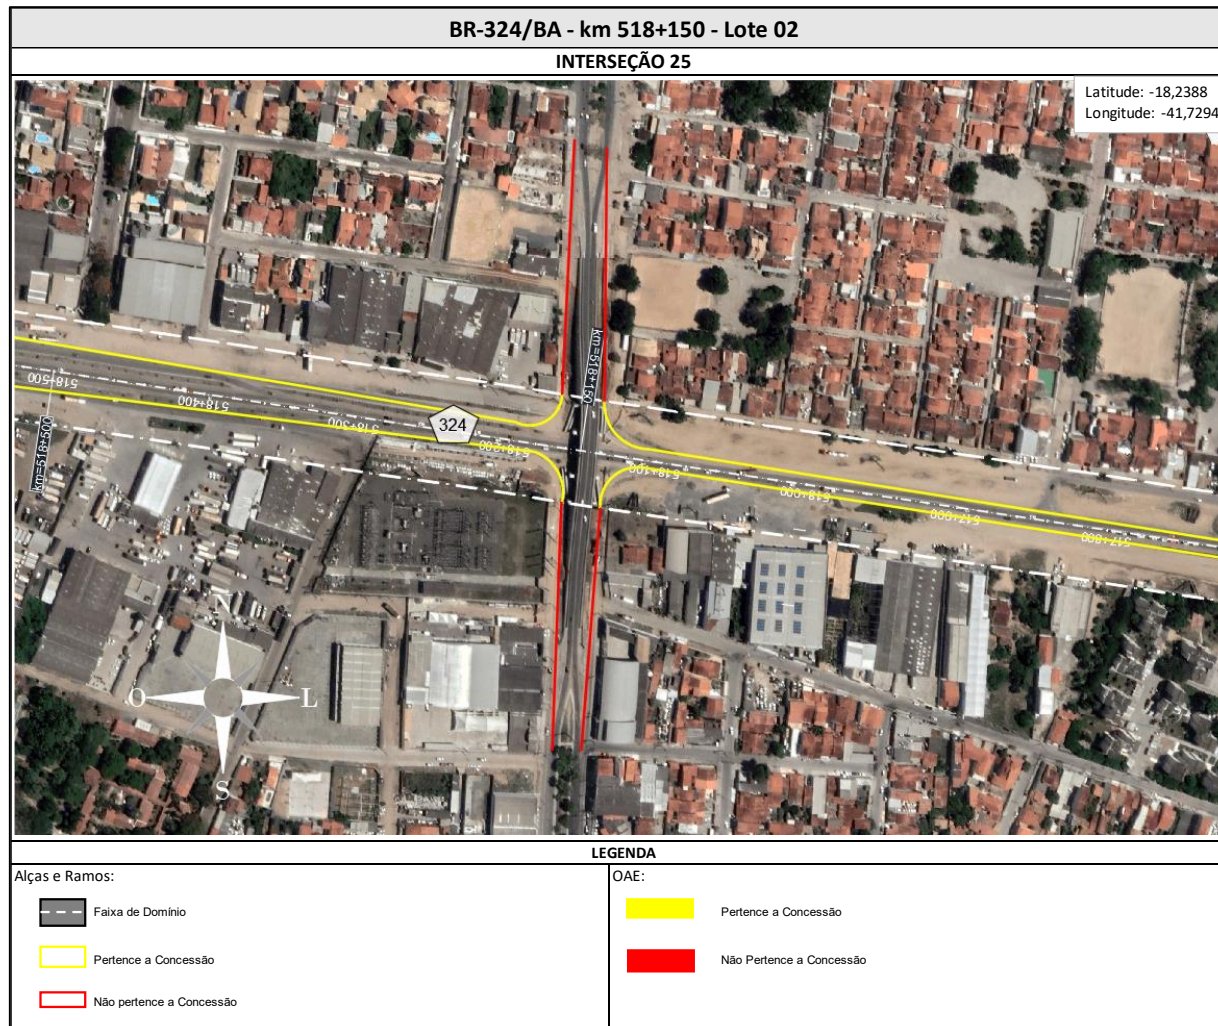 BR-324/BA - km 518+150 - Lote 02
INTERSEÇÃO 25
Latitude: -18,2388
Longitude: -41,7294
km=518+150
518+500
518+400
518+300
324
518+200
518+100
518+000
517+900
517+800
km=518+500
N
O
L
S
LEGENDA
Alças e Ramos:
OAE:
Faixa de Domínio
Pertence a Concessão
Pertence a Concessão
Não Pertence a Concessão
Não pertence a Concessão